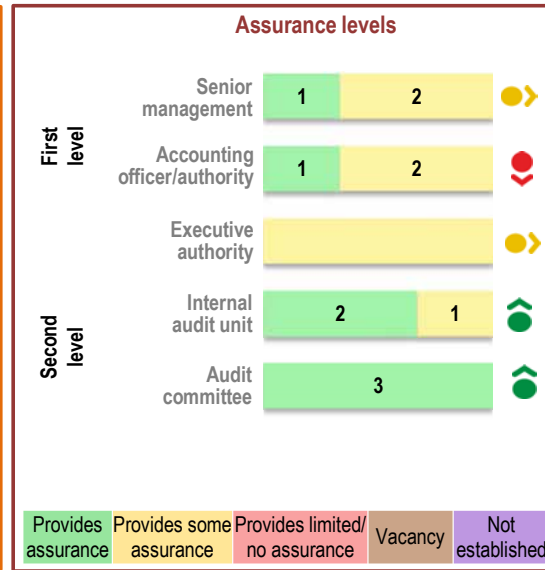 Assurance levels
First
level
Senior
management
1
2
Accounting
officer/authority
1
2
Executive
authority
Second
level
Internal
audit unit
2
1
Audit
committee
3
Provides
assurance
Provides some
assurance
Provides limited/
no assurance
Vacancy
Not
established